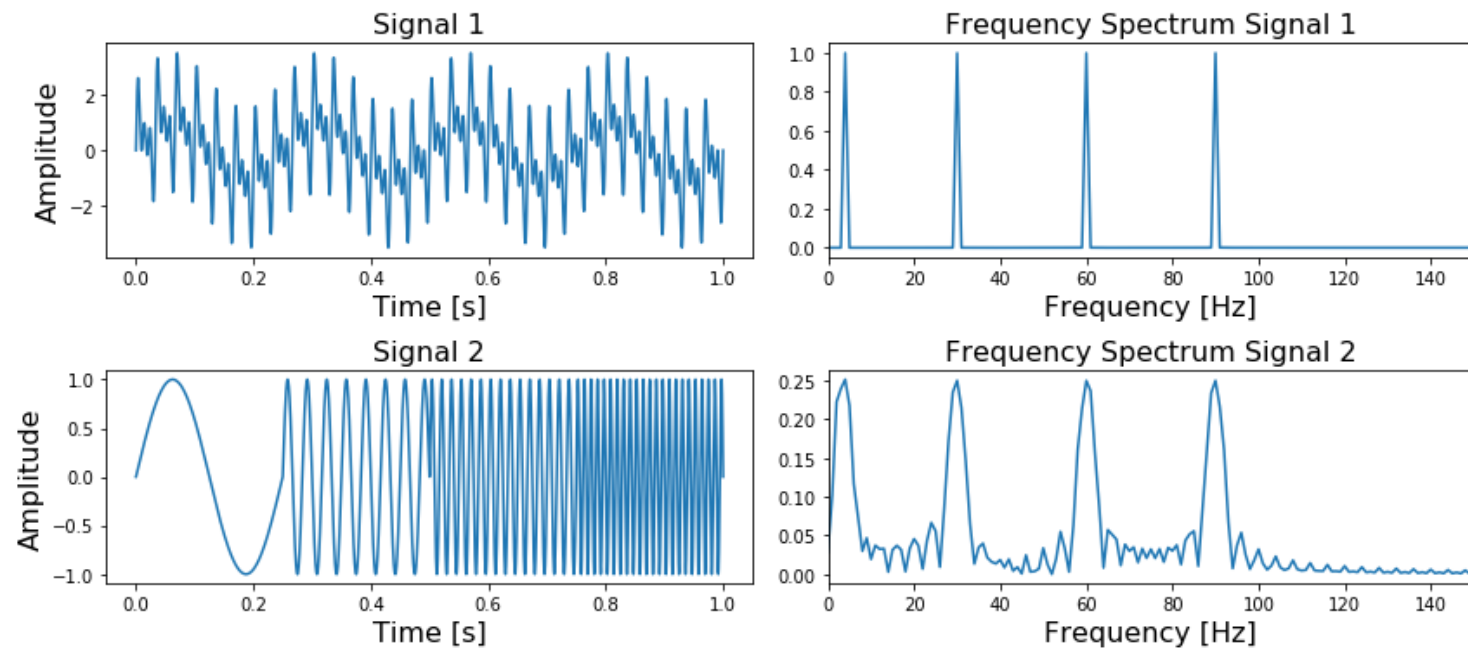 Signal 1
Frequency Spectrum Signal 1
Amplitude
2
0
−2
0.0 0.2 0.4 0.6 0.8 1.0
Time [s]
1.0
0.8
0.6
0.4
0.2
0.0
0 20 40 60 80 100 120 140
Frequency [Hz]
Signal 2
Frequency Spectrum Signal 2
Amplitude
1.0
0.5
0.0
−0.5
−1.0
0.0 0.2 0.4 0.6 0.8 1.0
Time [s]
0.25
0.20
0.15
0.10
0.05
0.00
0 20 40 60 80 100 120 140
Frequency [Hz]